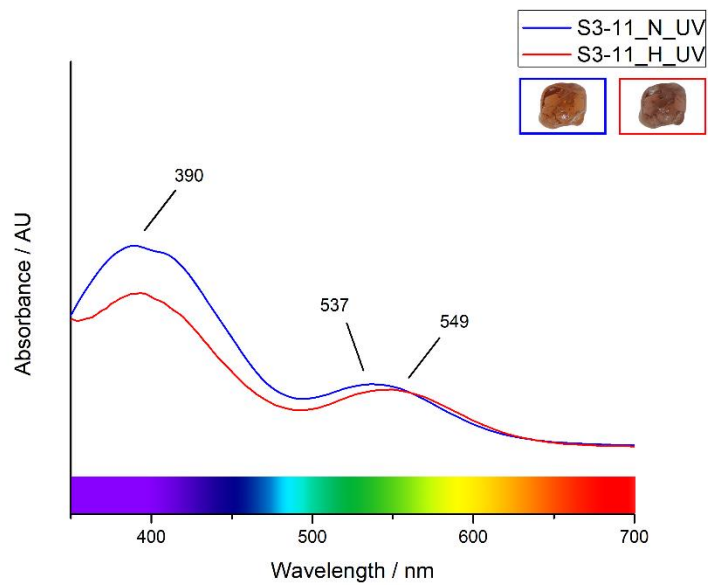 S3-11_N_UV
S3-11_H_UV
390
537
549
Absorbance / AU
400
500
600
700
Wavelength / nm